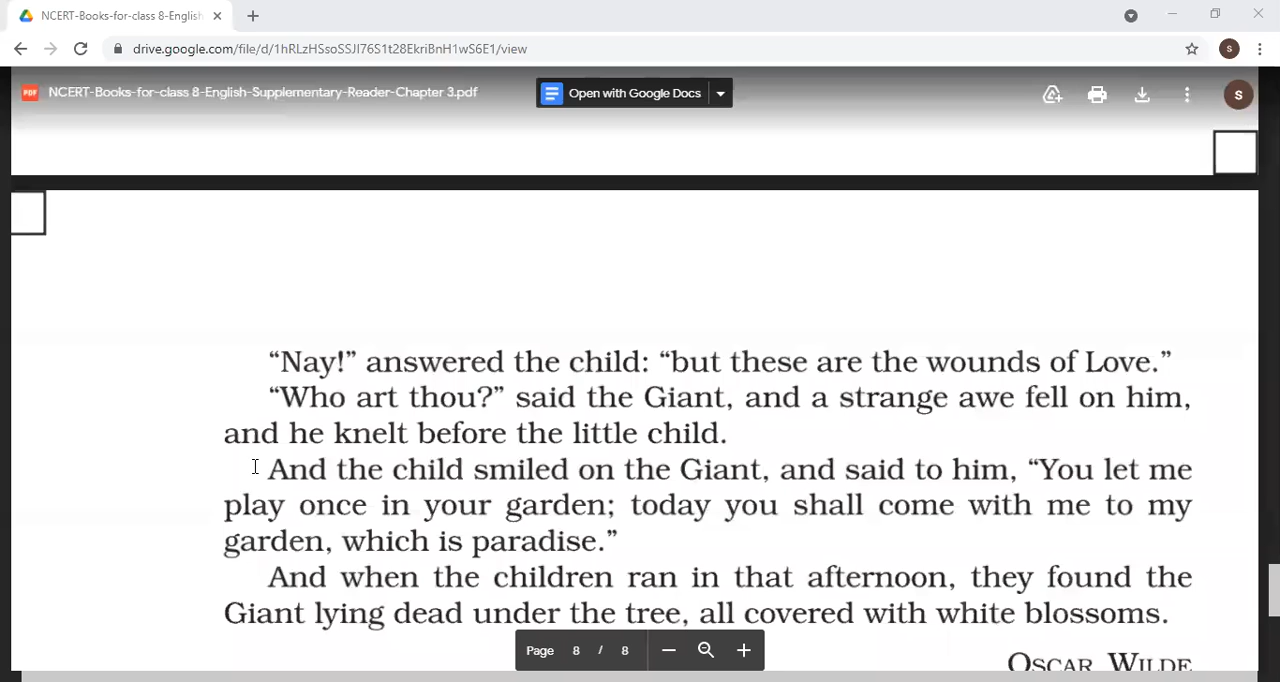 NCERT-Books-for-class 8-English
drive.google.com/file/d/1hRLzHSsoSSJI76S1t28EkriBnH1wS6E1/view
S
PDF
NCERT-Books-for-class 8-English-Supplementary-Reader-Chapter 3.pdf
Open with Google Docs
S
“Nay!” answered the child: “but these are the wounds of Love.”
“Who art thou?” said the Giant, and a strange awe fell on him,
and he knelt before the little child.
And the child smiled on the Giant, and said to him, “You let me
play once in your garden; today you shall come with me to my
garden, which is paradise.”
And when the children ran in that afternoon, they found the
Giant lying dead under the tree, all covered with white blossoms.
Page 8 / 8
OSCAR WILDE